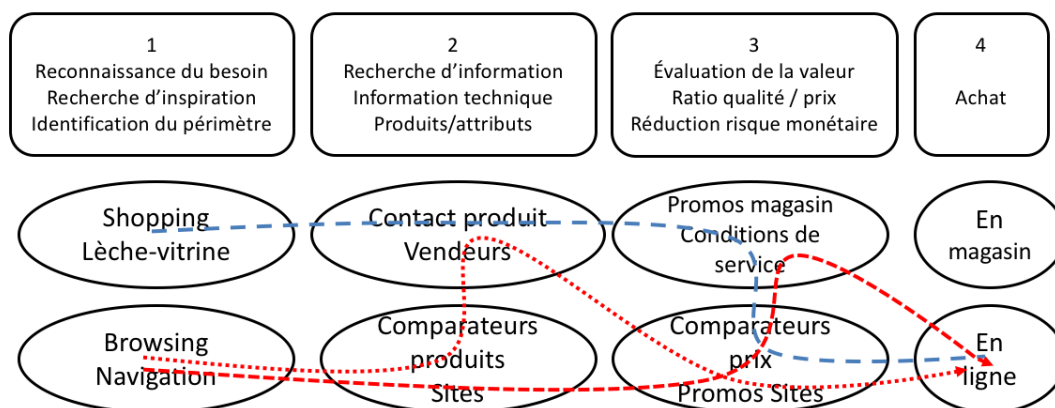 1
Reconnaissance du besoin
Recherche d’inspiration
Identification du périmètre
2
Recherche d’information
Information technique
Produits/attributs
3
Évaluation de la valeur
Ratio qualité / prix
Réduction risque monétaire
4
Achat
Shopping
Lèche-vitrine
Contact produit
Vendeurs
Promos magasin
Conditions de
service
En
magasin
Browsing
Navigation
Comparateurs
produits
Sites
Comparateurs
prix
Promos Sites
En
ligne